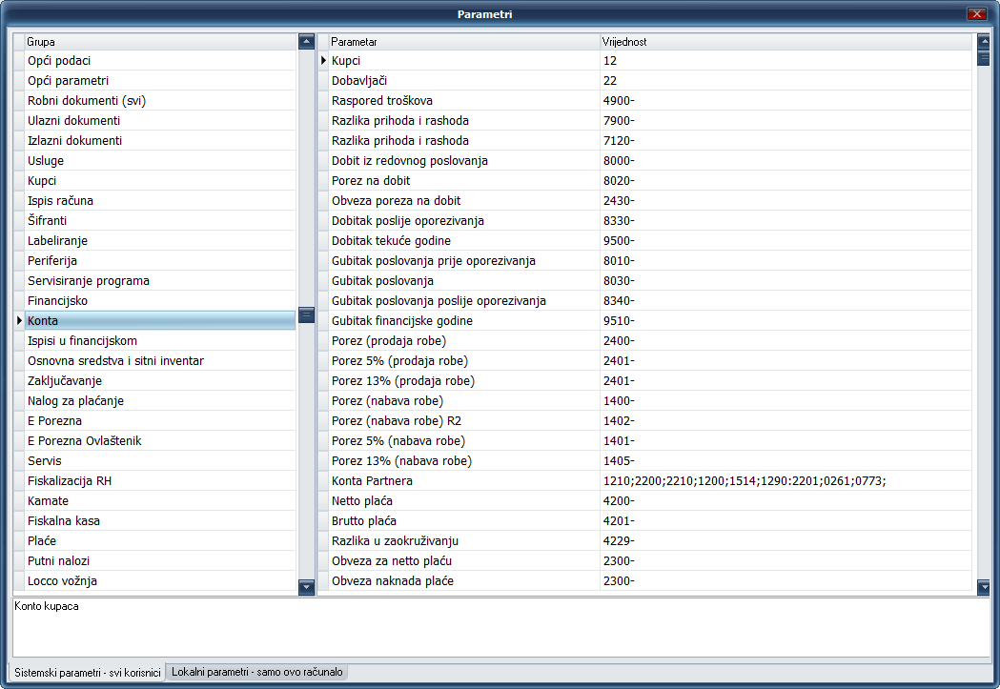 Parametri
Grupa
Opći podaci
Opći parametri
Robni dokumenti (svi)
Ulazni dokumenti
Izlazni dokumenti
Usluge
Kupci
Ispis računa
Šifranti
Labeliranje
Periferija
Servisiranje programa
Financijsko
Konta
Ispisi u financijskom
Osnovna sredstva i sitni inventar
Zaključavanje
Nalog za plaćanje
E Porezna
E Porezna Ovlaštenik
Servis
Fiskalizacija RH
Kamate
Fiskalna kasa
Plaće
Putni nalozi
Locco vožnja
Parametar Vrijednost
Kupci 12
Dobavljači 22
Raspored troškova 4900-
Razlika prihoda i rashoda 7900-
Razlika prihoda i rashoda 7120-
Dobit iz redovnog poslovanja 8000-
Porez na dobit 8020-
Obveza poreza na dobit 2430-
Dobitak poslije oporezivanja 8330-
Dobitak tekuće godine 9500-
Gubitak poslovanja prije oporezivanja 8010-
Gubitak poslovanja 8030-
Gubitak poslovanja poslije oporezivanja 8340-
Gubitak financijske godine 9510-
Porez (prodaja robe) 2400-
Porez 5% (prodaja robe) 2401-
Porez 13% (prodaja robe) 2401-
Porez (nabava robe) 1400-
Porez (nabava robe) R2 1402-
Porez 5% (nabava robe) 1401-
Porez 13% (nabava robe) 1405-
Konta Partnera 1210;2200;2210;1200;1514;1290:2201;0261;0773;
Netto plaća 4200-
Brutto plaća 4201-
Razlika u zaokruživanju 4229-
Obveza za netto plaću 2300-
Obveza naknada plaće 2300-
Konto kupaca
Sistemski parametri - svi korisnici Lokalni parametri - samo ovo računalo